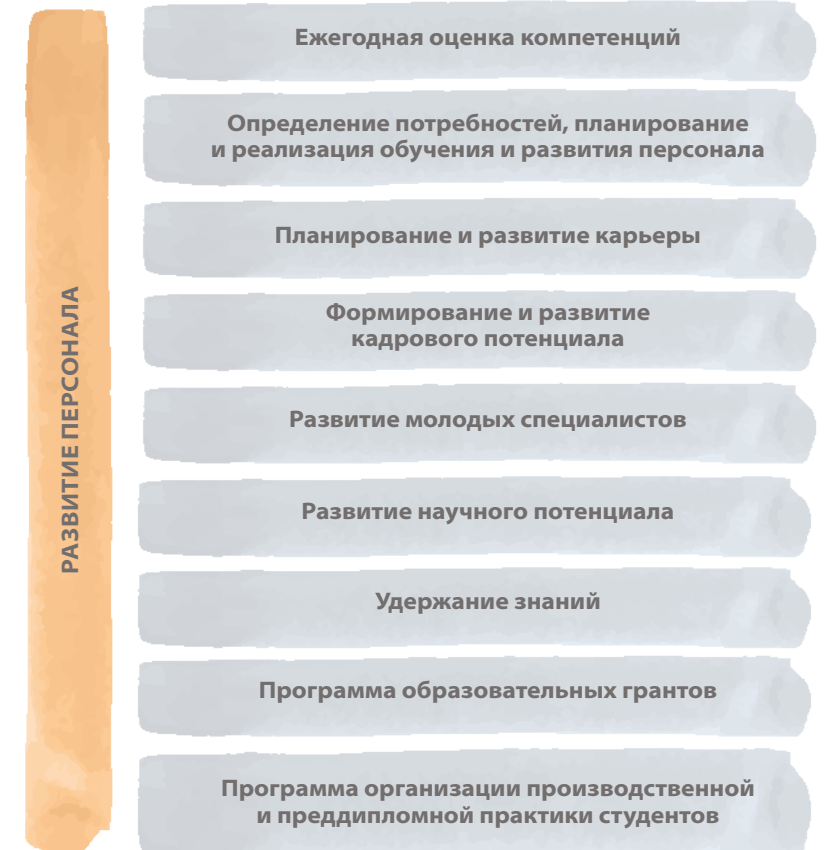 РАЗВИТИЕ ПЕРСОНАЛА
Ежегодная оценка компетенций
Определение потребностей, планирование
и реализация обучения и развития персонала
Планирование и развитие карьеры
Формирование и развитие
кадрового потенциала
Развитие молодых специалистов
Развитие научного потенциала
Удержание знаний
Программа образовательных грантов
Программа организации производственной
и преддипломной практики студентов